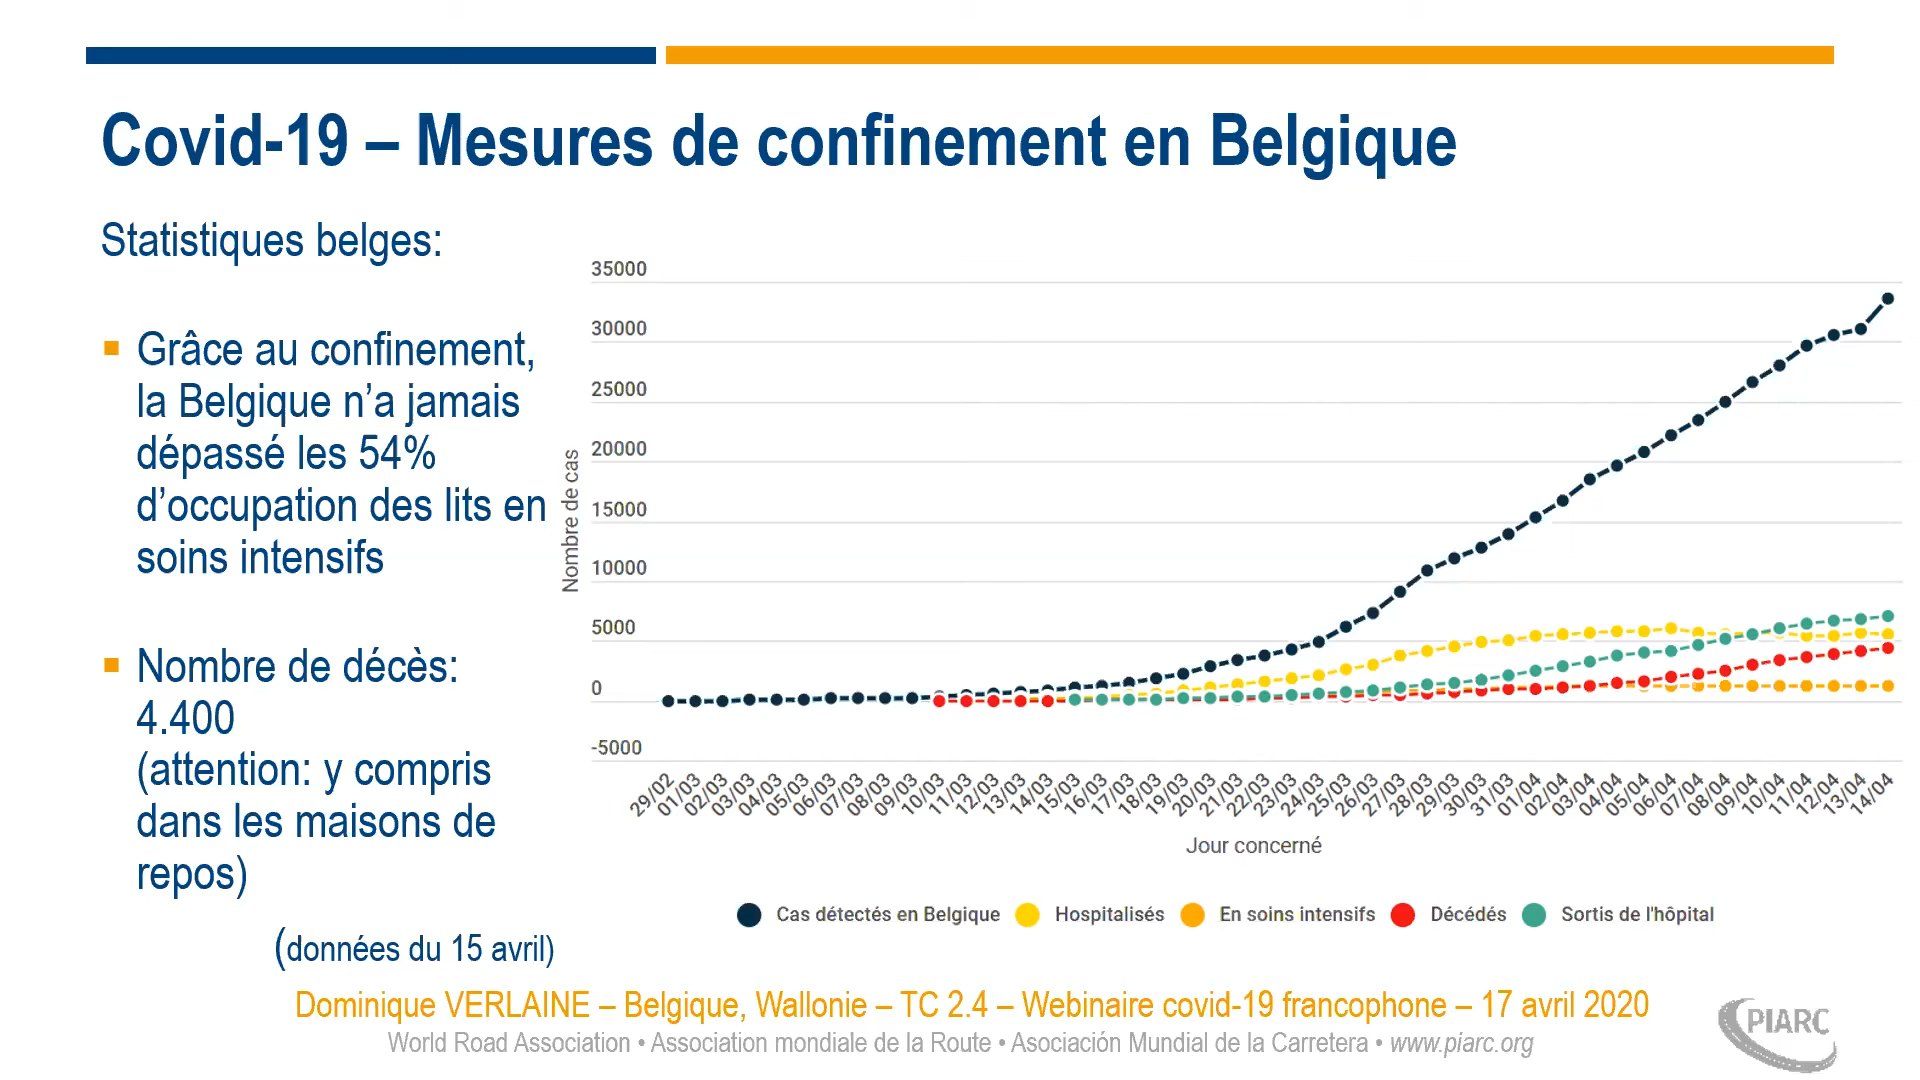 Covid-19 – Mesures de confinement en Belgique
Statistiques belges:
Grâce au confinement,
la Belgique n’a jamais
dépassé les 54%
d’occupation des lits en
soins intensifs
Nombre de décès:
4.400
(attention: y compris
dans les maisons de
repos)
(données du 15 avril)
Nombre de cas
35000
30000
25000
20000
15000
10000
5000
0
-5000
29/02 01/03 02/03 03/03 04/03 05/03 06/03 07/03 08/03 09/03 10/03 11/03 12/03 13/03 14/03 15/03 16/03 17/03 18/03 19/03 20/03 21/03 22/03 23/03 24/03 25/03 26/03 27/03 28/03 29/03 30/03 31/03 01/04 02/04 03/04 04/04 05/04 06/04 07/04 08/04 09/04 10/04 11/04 12/04 13/04 14/04
Jour concerné
Cas détectés en Belgique Hospitalisés En soins intensifs Décédés Sortis de l'hôpital
Dominique VERLAINE – Belgique, Wallonie – TC 2.4 – Webinaire covid-19 francophone – 17 avril 2020
World Road Association • Association mondiale de la Route • Asociación Mundial de la Carretera • www.piarc.org
PIARC